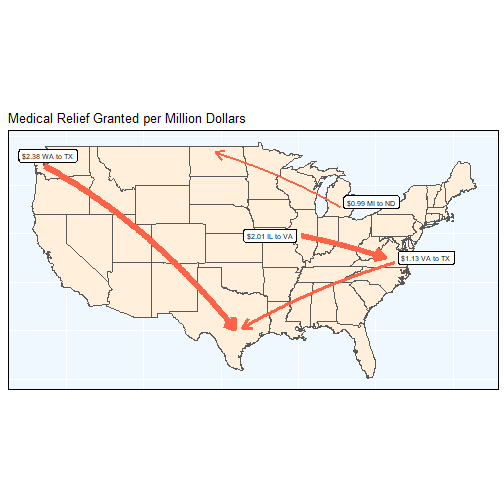 Medical Relief Granted per Million Dollars
$2.38 WA to TX
$0.99 MI to ND
$2.01 IL to VA
$1.13 VA to TX